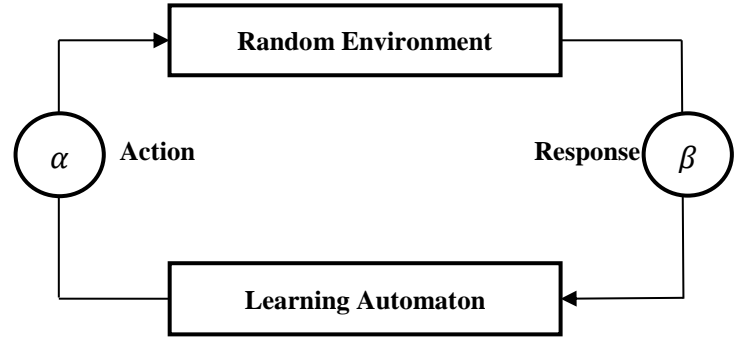 Random Environment
α
Action
Response
β
Learning Automaton